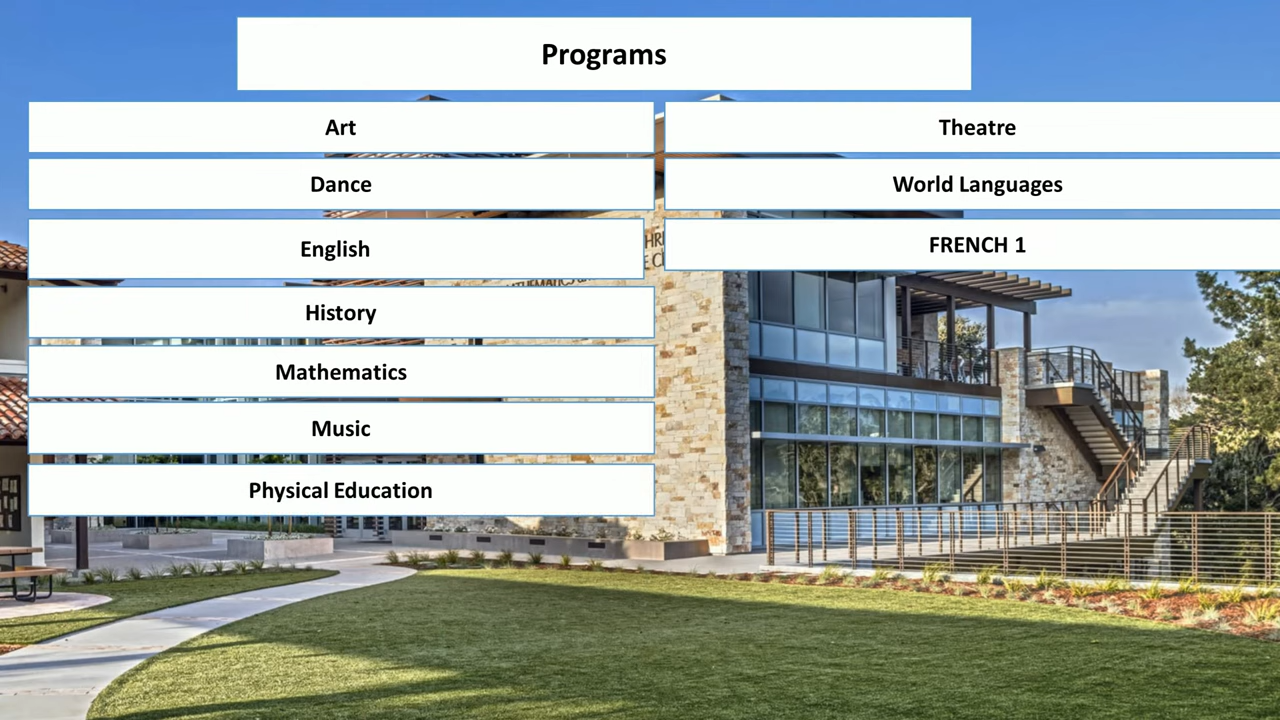 Programs
Art
Dance
English
History
Mathematics
Music
Physical Education
Theatre
World Languages
FRENCH 1